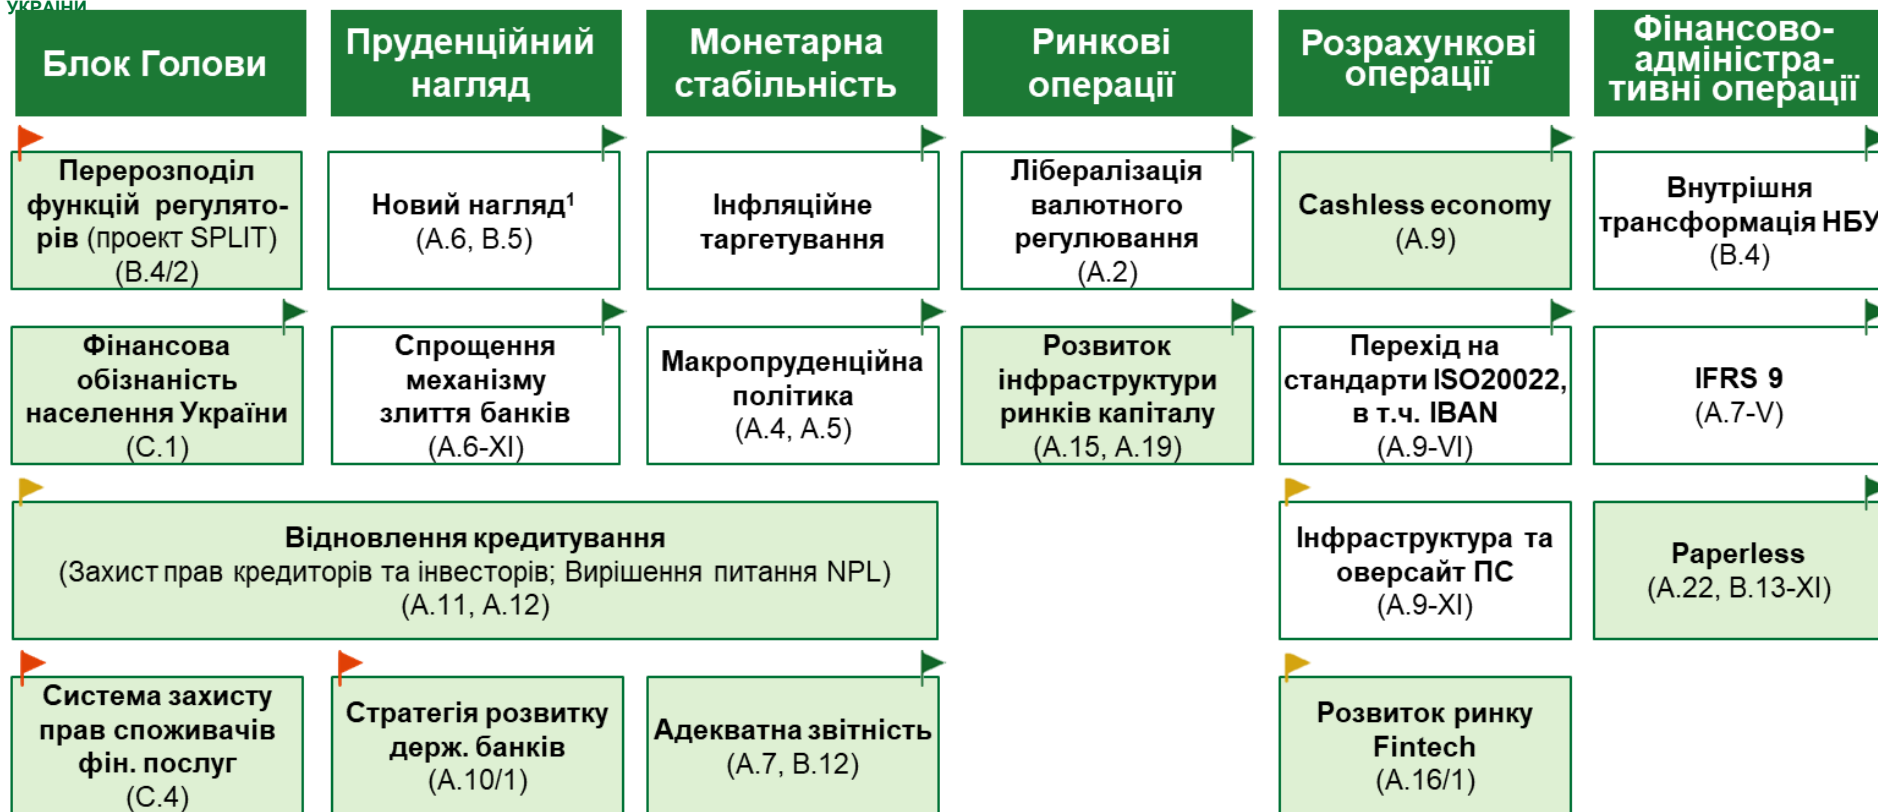 УКРАЇНИ
Блок Голови
Пруденційний
нагляд
Монетарна
стабільність
Ринкові
операції
Розрахункові
операції
Фінансово-
адміністра-
тивні операції
Перерозподіл
функцій регулято-
рів (проект SPLIT)
(B.4/2)
Новий нагляд¹
(A.6, B.5)
Інфляційне
таргетування
Лібералізація
валютного
регулювання
(A.2)
Cashless economy
(A.9)
Внутрішня
трансформація НБУ
(B.4)
Фінансова
обізнаність
населення України
(C.1)
Спрощення
механізму
злиття банків
(A.6-XI)
Макропруденційна
політика
(A.4, A.5)
Розвиток
інфраструктури
ринків капіталу
(A.15, A.19)
Перехід на
стандарти ISO20022,
в т.ч. IBAN
(A.9-VI)
IFRS 9
(A.7-V)
Відновлення кредитування
(Захист прав кредиторів та інвесторів; Вирішення питання NPL)
(A.11, A.12)
Інфраструктура та
оверсайт ПС
(A.9-XI)
Paperless
(A.22, B.13-XI)
Система захисту
прав споживачів
фін. послуг
(C.4)
Стратегія розвитку
держ. банків
(A.10/1)
Адекватна звітність
(A.7, B.12)
Розвиток ринку
Fintech
(A.16/1)